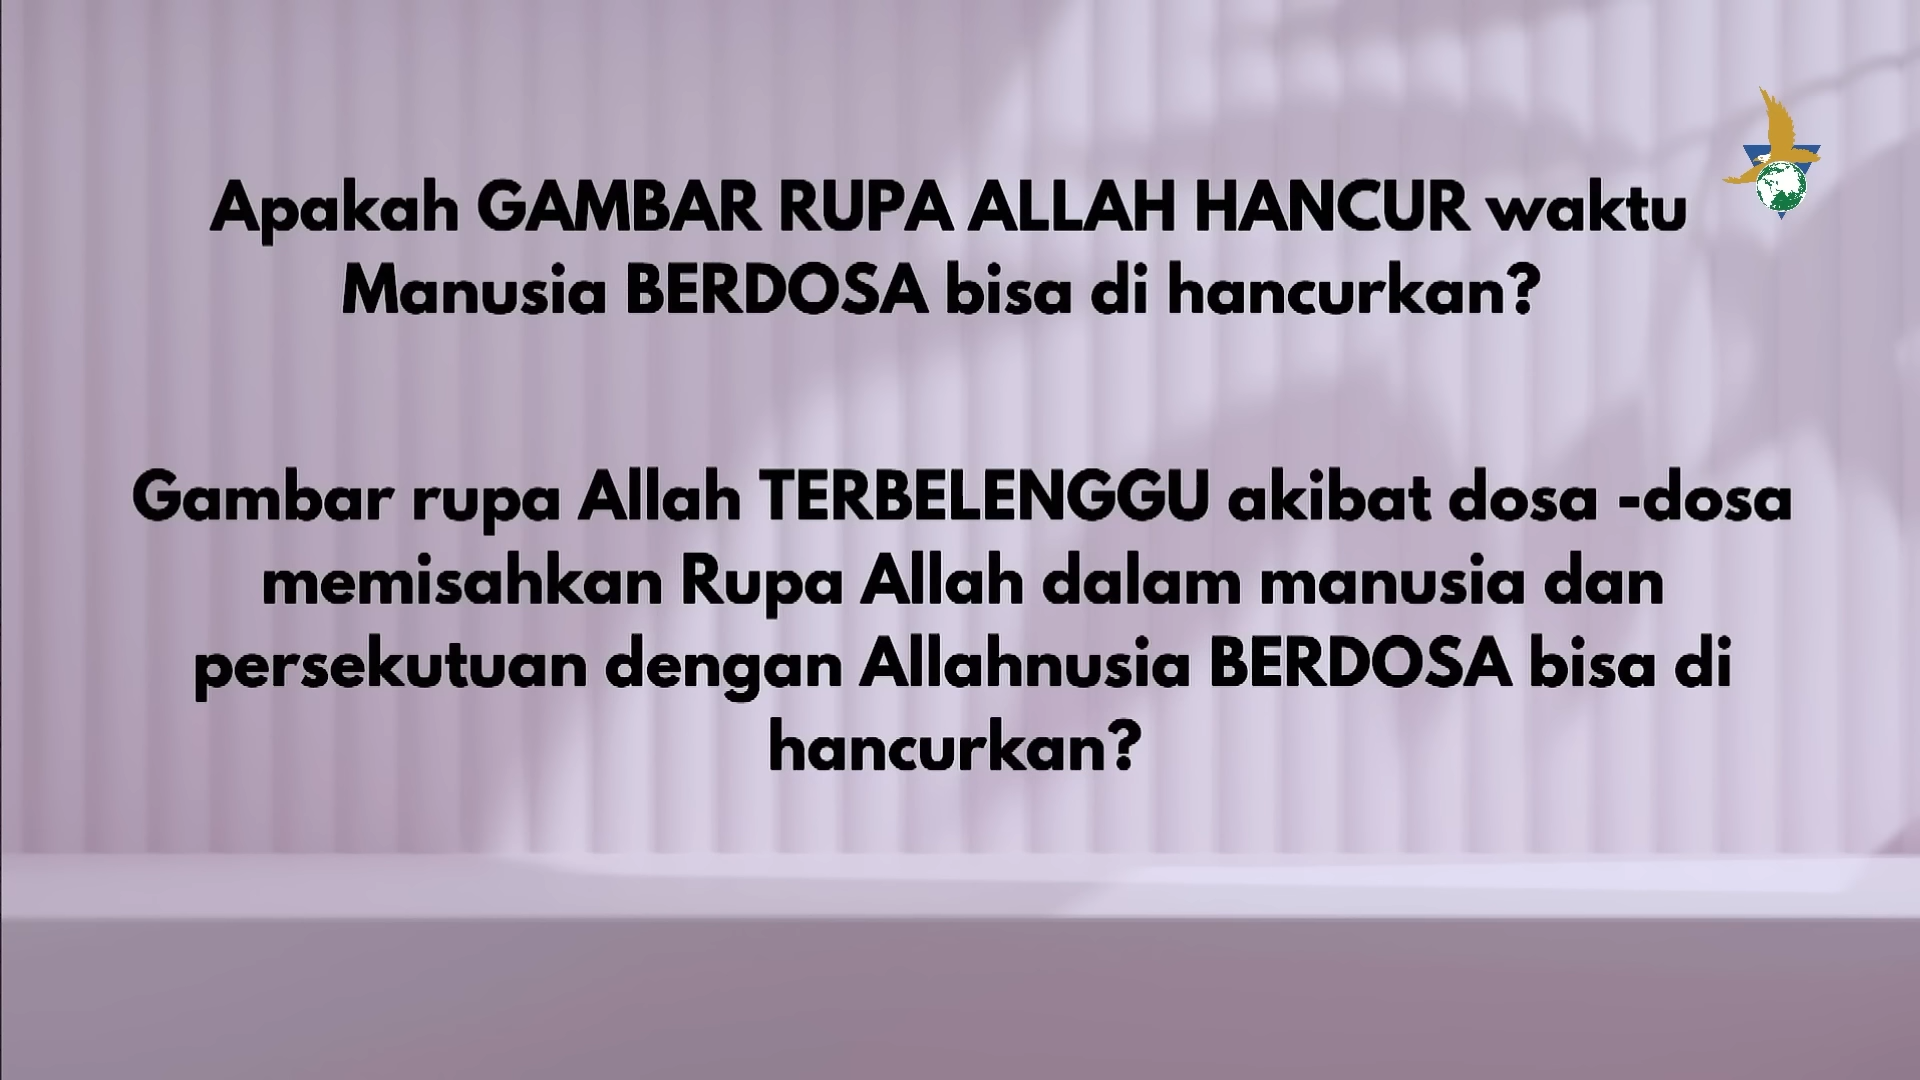 Apakah GAMBAR RUPA ALLAH HANCUR waktu
Manusia BERDOSA bisa di hancurkan?
Gambar rupa Allah TERBELENGGU akibat dosa -dosa
memisahkan Rupa Allah dalam manusia dan
persekutuan dengan Allahnusia BERDOSA bisa di
hancurkan?